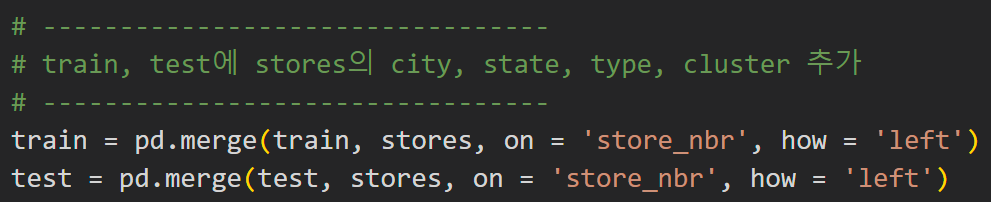 # ---------------------------------
# train, test에 stores의 city, state, type, cluster 추가
# ---------------------------------
train = pd.merge(train, stores, on = 'store_nbr', how = 'left')
test = pd.merge(test, stores, on = 'store_nbr', how = 'left')